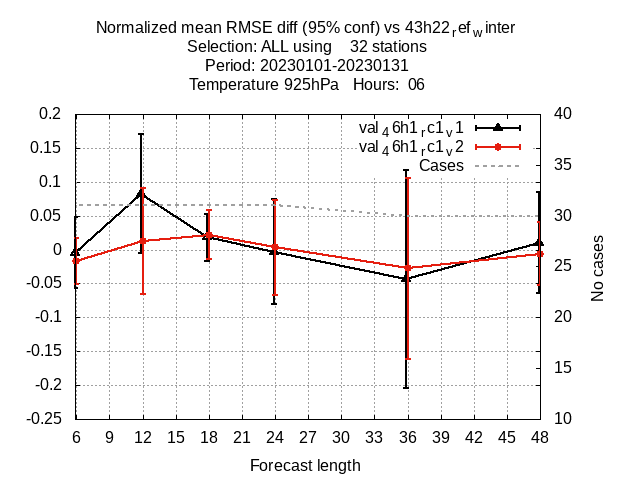 Normalized mean RMSE diff (95% conf) vs 43h22refwinter
Selection: ALL using 32 stations
Period: 20230101-20230131
Temperature 925hPa Hours: 06
val46h1rc1v1
val46h1rc1v2
Cases
0.2
0.15
0.1
0.05
0
-0.05
-0.1
-0.15
-0.2
-0.25
40
35
30
25
20
15
10
No cases
6 9 12 15 18 21 24 27 30 33 36 39 42 45 48
Forecast length